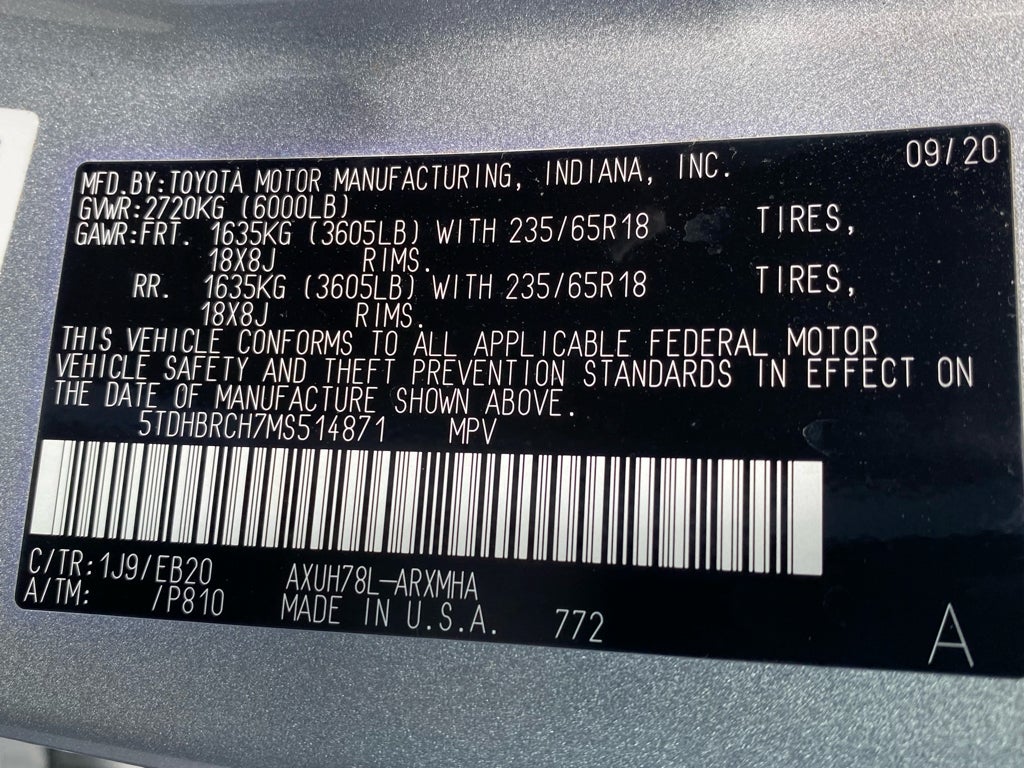 MFD.BY:TOYOTA MOTOR MANUFACTURING, INDIANA, INC. 09/20
GVWR:2720KG (6000LB)
GAWR:FRT. 1635KG (3605LB) WITH 235/65R18 TIRES,
18X8J RIMS.
RR. 1635KG (3605LB) WITH 235/65R18 TIRES,
18X8J RIMS.
THIS VEHICLE CONFORMS TO ALL APPLICABLE FEDERAL MOTOR
VEHICLE SAFETY AND THEFT PREVENTION STANDARDS IN EFFECT ON
THE DATE OF MANUFACTURE SHOWN ABOVE.
5TDHBRCH7MS514871 MPV
C/TR:1J9/EB20 AXUH78L-ARXMHA
A/TM: /P810 MADE IN U.S.A. 772 A